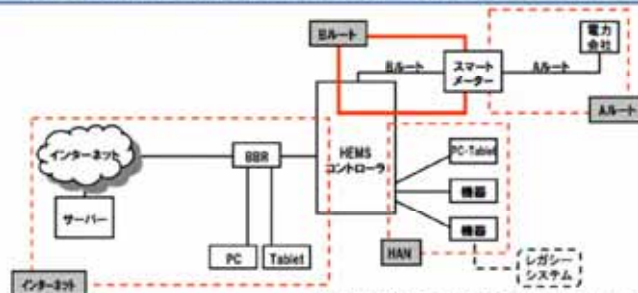 Bルート
電力
会社
Bルート
スマート
メーター
Aルート
Aルート
インターネット
BBR
HEMS
コントローラ
PC-Tablet
機器
サーバー
機器
PC
Tablet
HAN
レガシー
システム
インターネット